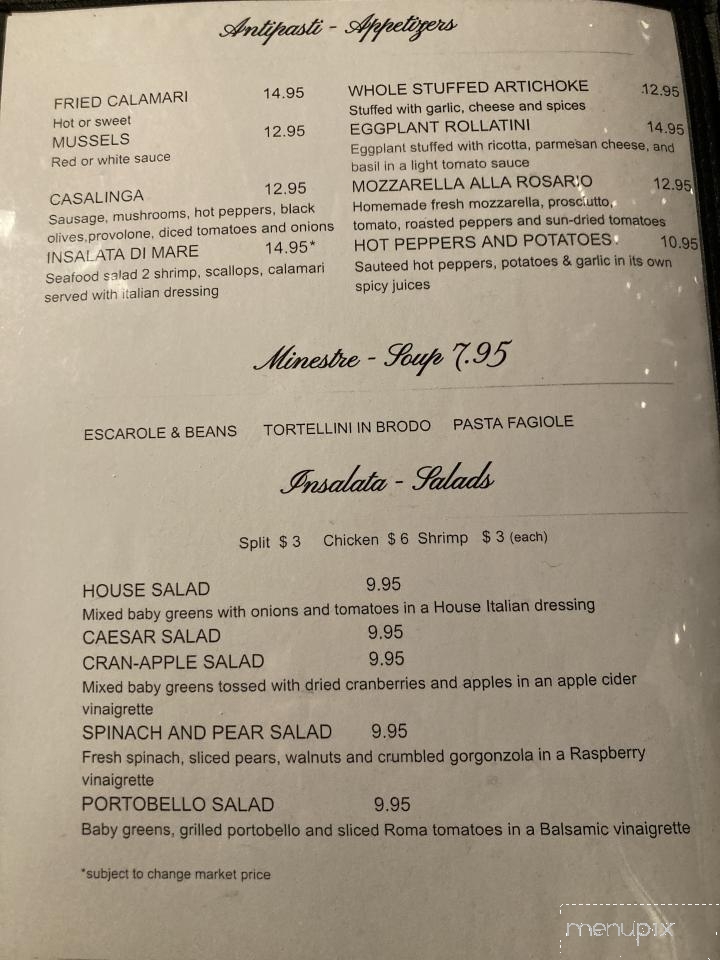 Antipasti - Appetizers
FRIED CALAMARI 14.95
Hot or sweet
MUSSELS 12.95
Red or white sauce
CASALINGA 12.95
Sausage, mushrooms, hot peppers, black
olives,provolone, diced tomatoes and onions
INSALATA DI MARE 14.95*
Seafood salad 2 shrimp, scallops, calamari
served with italian dressing
WHOLE STUFFED ARTICHOKE 12.95
Stuffed with garlic, cheese and spices
EGGPLANT ROLLATINI 14.95
Eggplant stuffed with ricotta, parmesan cheese, and
basil in a light tomato sauce
MOZZARELLA ALLA ROSARIO 12.95
Homemade fresh mozzarella, prosciutto,
tomato, roasted peppers and sun-dried tomatoes
HOT PEPPERS AND POTATOES 10.95
Sauteed hot peppers, potatoes & garlic in its own
spicy juices
Minestre - Soup 7.95
ESCAROLE & BEANS TORTELLINI IN BRODO PASTA FAGIOLE
Insalata - Salads
Split $ 3 Chicken $ 6 Shrimp $ 3 (each)
HOUSE SALAD 9.95
Mixed baby greens with onions and tomatoes in a House Italian dressing
CAESAR SALAD 9.95
CRAN-APPLE SALAD 9.95
Mixed baby greens tossed with dried cranberries and apples in an apple cider
vinaigrette
SPINACH AND PEAR SALAD 9.95
Fresh spinach, sliced pears, walnuts and crumbled gorgonzola in a Raspberry
vinaigrette
PORTOBELLO SALAD 9.95
Baby greens, grilled portobello and sliced Roma tomatoes in a Balsamic vinaigrette
*subject to change market price
menupix